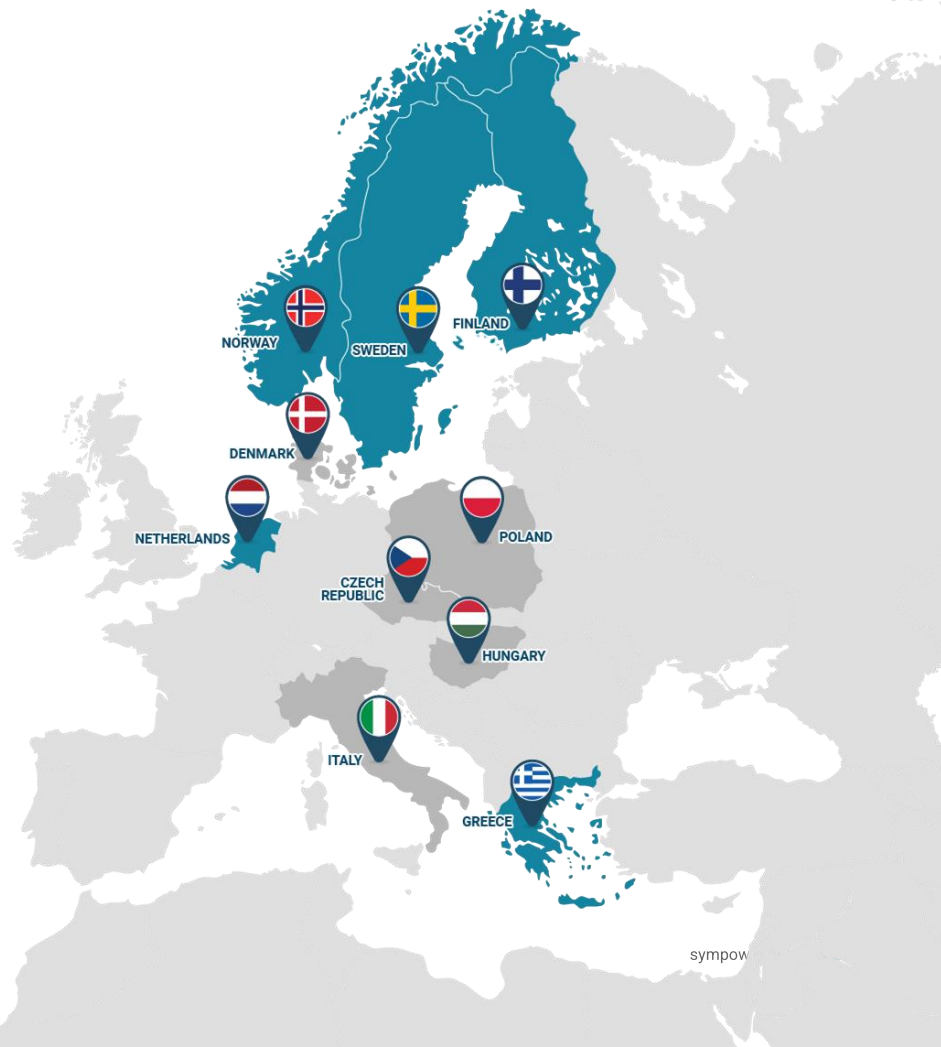 NORWAY
SWEDEN
FINLAND
DENMARK
NETHERLANDS
POLAND
CZECH
REPUBLIC
HUNGARY
ITALY
GREECE
sympow